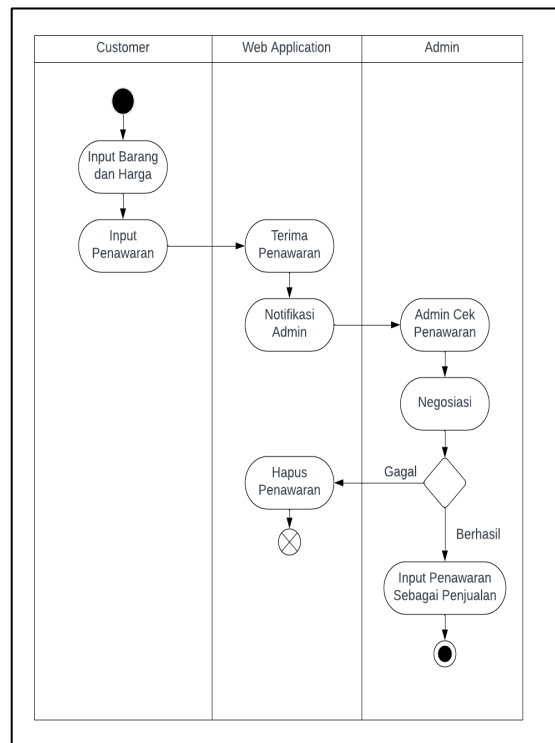 Customer
Web Application
Admin
Input Barang
dan Harga
Input
Penawaran
Terima
Penawaran
Notifikasi
Admin
Admin Cek
Penawaran
Negosiasi
Gagal
Hapus
Penawaran
Berhasil
Input Penawaran
Sebagai Penjualan